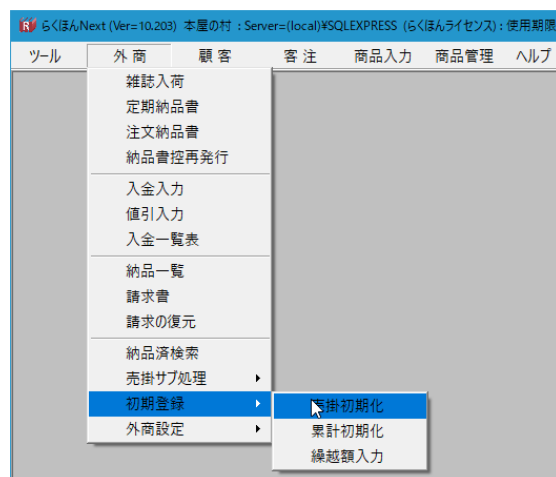 らくほんNext (Ver=10.203) 本屋の村 : Server=(local)¥SQLEXPRESS (らくほんライセンス) : 使用期限
ツール 外 商 顧 客 客 注 商品入力 商品管理 ヘルプ
雑誌入荷
定期納品書
注文納品書
納品書控再発行
入金入力
値引入力
入金一覧表
納品一覧
請求書
請求の復元
納品済検索
売掛サブ処理
初期登録
外商設定
売掛初期化
累計初期化
繰越額入力